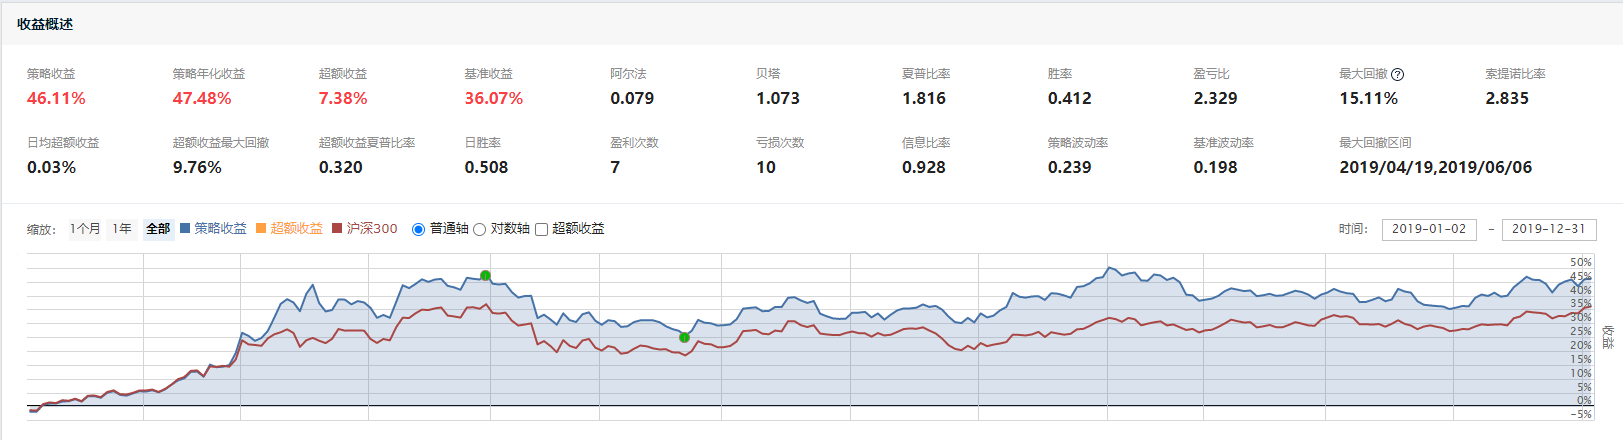 收益概述
策略收益 策略年化收益 超额收益 基准收益 阿尔法 贝塔 夏普比率 胜率 盈亏比 最大回撤 ? 索提诺比率
46.11% 47.48% 7.38% 36.07% 0.079 1.073 1.816 0.412 2.329 15.11% 2.835
日均超额收益 超额收益最大回撤 超额收益夏普比率 日胜率 盈利次数 亏损次数 信息比率 策略波动率 基准波动率 最大回撤区间
0.03% 9.76% 0.320 0.508 7 10 0.928 0.239 0.198 2019/04/19,2019/06/06
缩放: 1个月 1年 全部 策略收益 超额收益 沪深300 普通轴 对数轴 超额收益 时间: 2019-01-02 - 2019-12-31
50%
45%
40%
35%
30%
25%
20%
15%
10%
5%
0%
-5%
收益